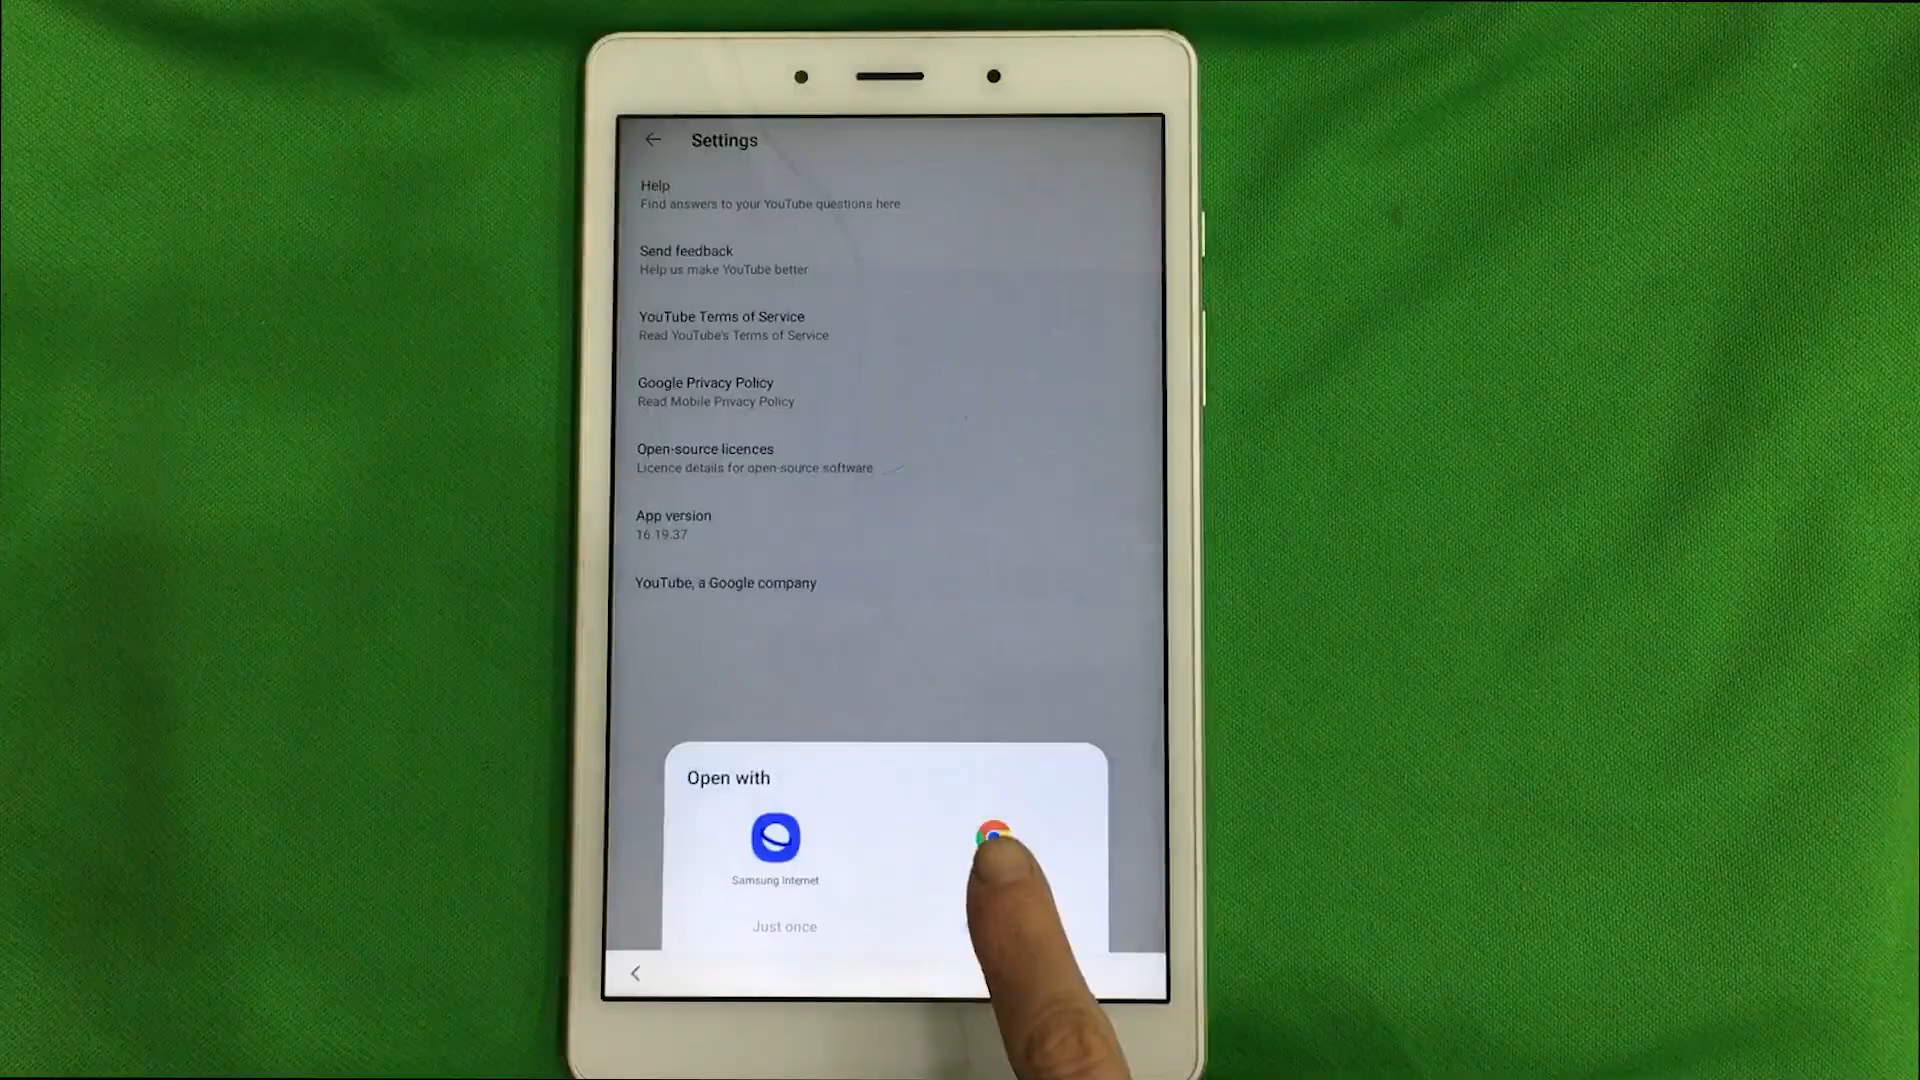 Settings
Help
Find answers to your YouTube questions here
Send feedback
Help us make YouTube better
YouTube Terms of Service
Read YouTube's Terms of Service
Google Privacy Policy
Read Mobile Privacy Policy
Open-source licences
Licence details for open-source software
App version
16.19.37
YouTube, a Google company
Open with
Samsung Internet
Just once